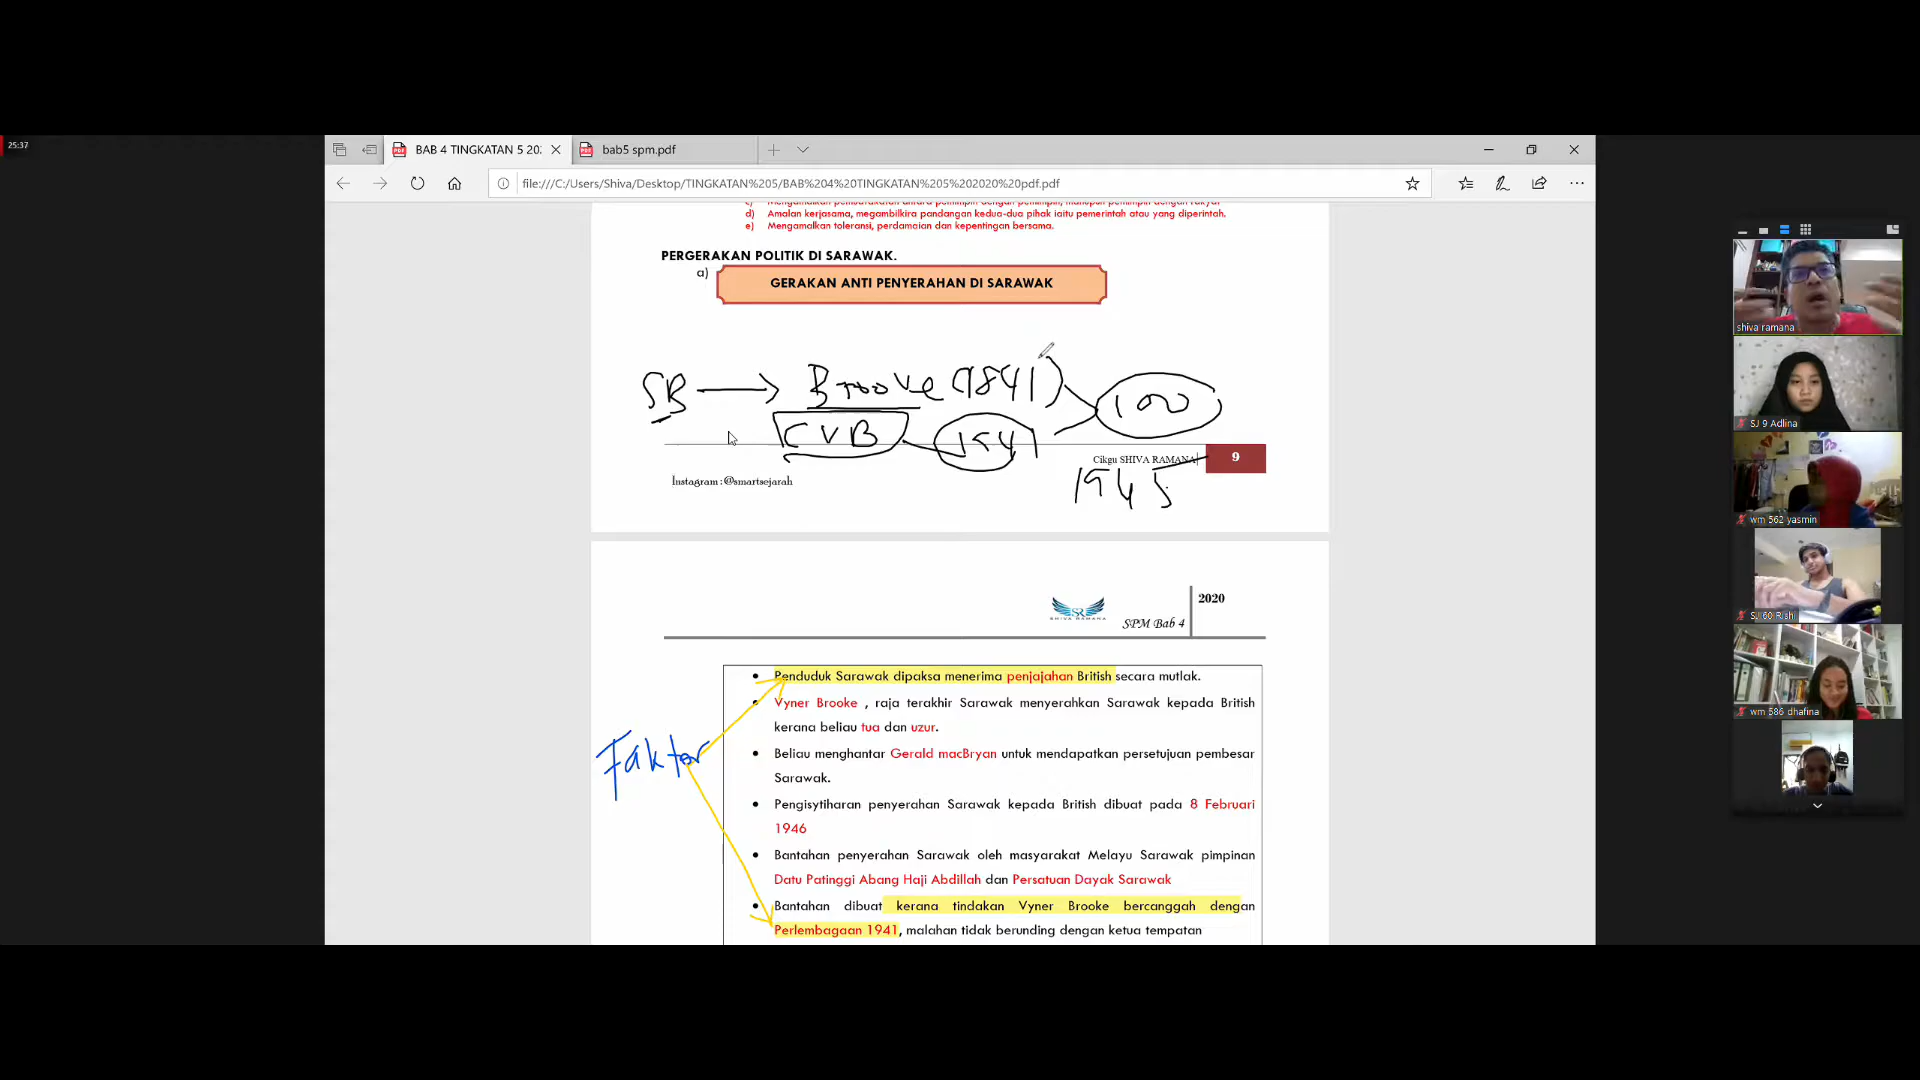 25:37
BAB 4 TINGKATAN 5 202
bab5 spm.pdf
file:///C:/Users/Shiva/Desktop/TINGKATAN%205/BAB%204%20TINGKATAN%205%202020%20pdf.pdf
d) Amalan kerjasama, megambilkira pandangan kedua-dua pihak iaitu pemerintah atau yang diperintah.
e) Mengamalkan toleransi, perdamaian dan kepentingan bersama.
PERGERAKAN POLITIK DI SARAWAK.
a)
GERAKAN ANTI PENYERAHAN DI SARAWAK
SB Brooke (1841) 100
CVB 1941
Cikgu SHIVA RAMANA|
9
1945
Instagram : @smartsejarah
2020
SR
SHIVA RAMANA
SPM Bab 4
• Penduduk Sarawak dipaksa menerima penjajahan British secara mutlak.
• Vyner Brooke , raja terakhir Sarawak menyerahkan Sarawak kepada British
kerana beliau tua dan uzur.
Faktor
• Beliau menghantar Gerald macBryan untuk mendapatkan persetujuan pembesar
Sarawak.
• Pengisytiharan penyerahan Sarawak kepada British dibuat pada 8 Februari
1946
• Bantahan penyerahan Sarawak oleh masyarakat Melayu Sarawak pimpinan
Datu Patinggi Abang Haji Abdillah dan Persatuan Dayak Sarawak
• Bantahan dibuat kerana tindakan Vyner Brooke bercanggah dengan
Perlembagaan 1941, malahan tidak berunding dengan ketua tempatan
shiva ramana
SJ 9 Adlina
wm 562 yasmin
SJ 60 Rishi
wm 586 dhafina